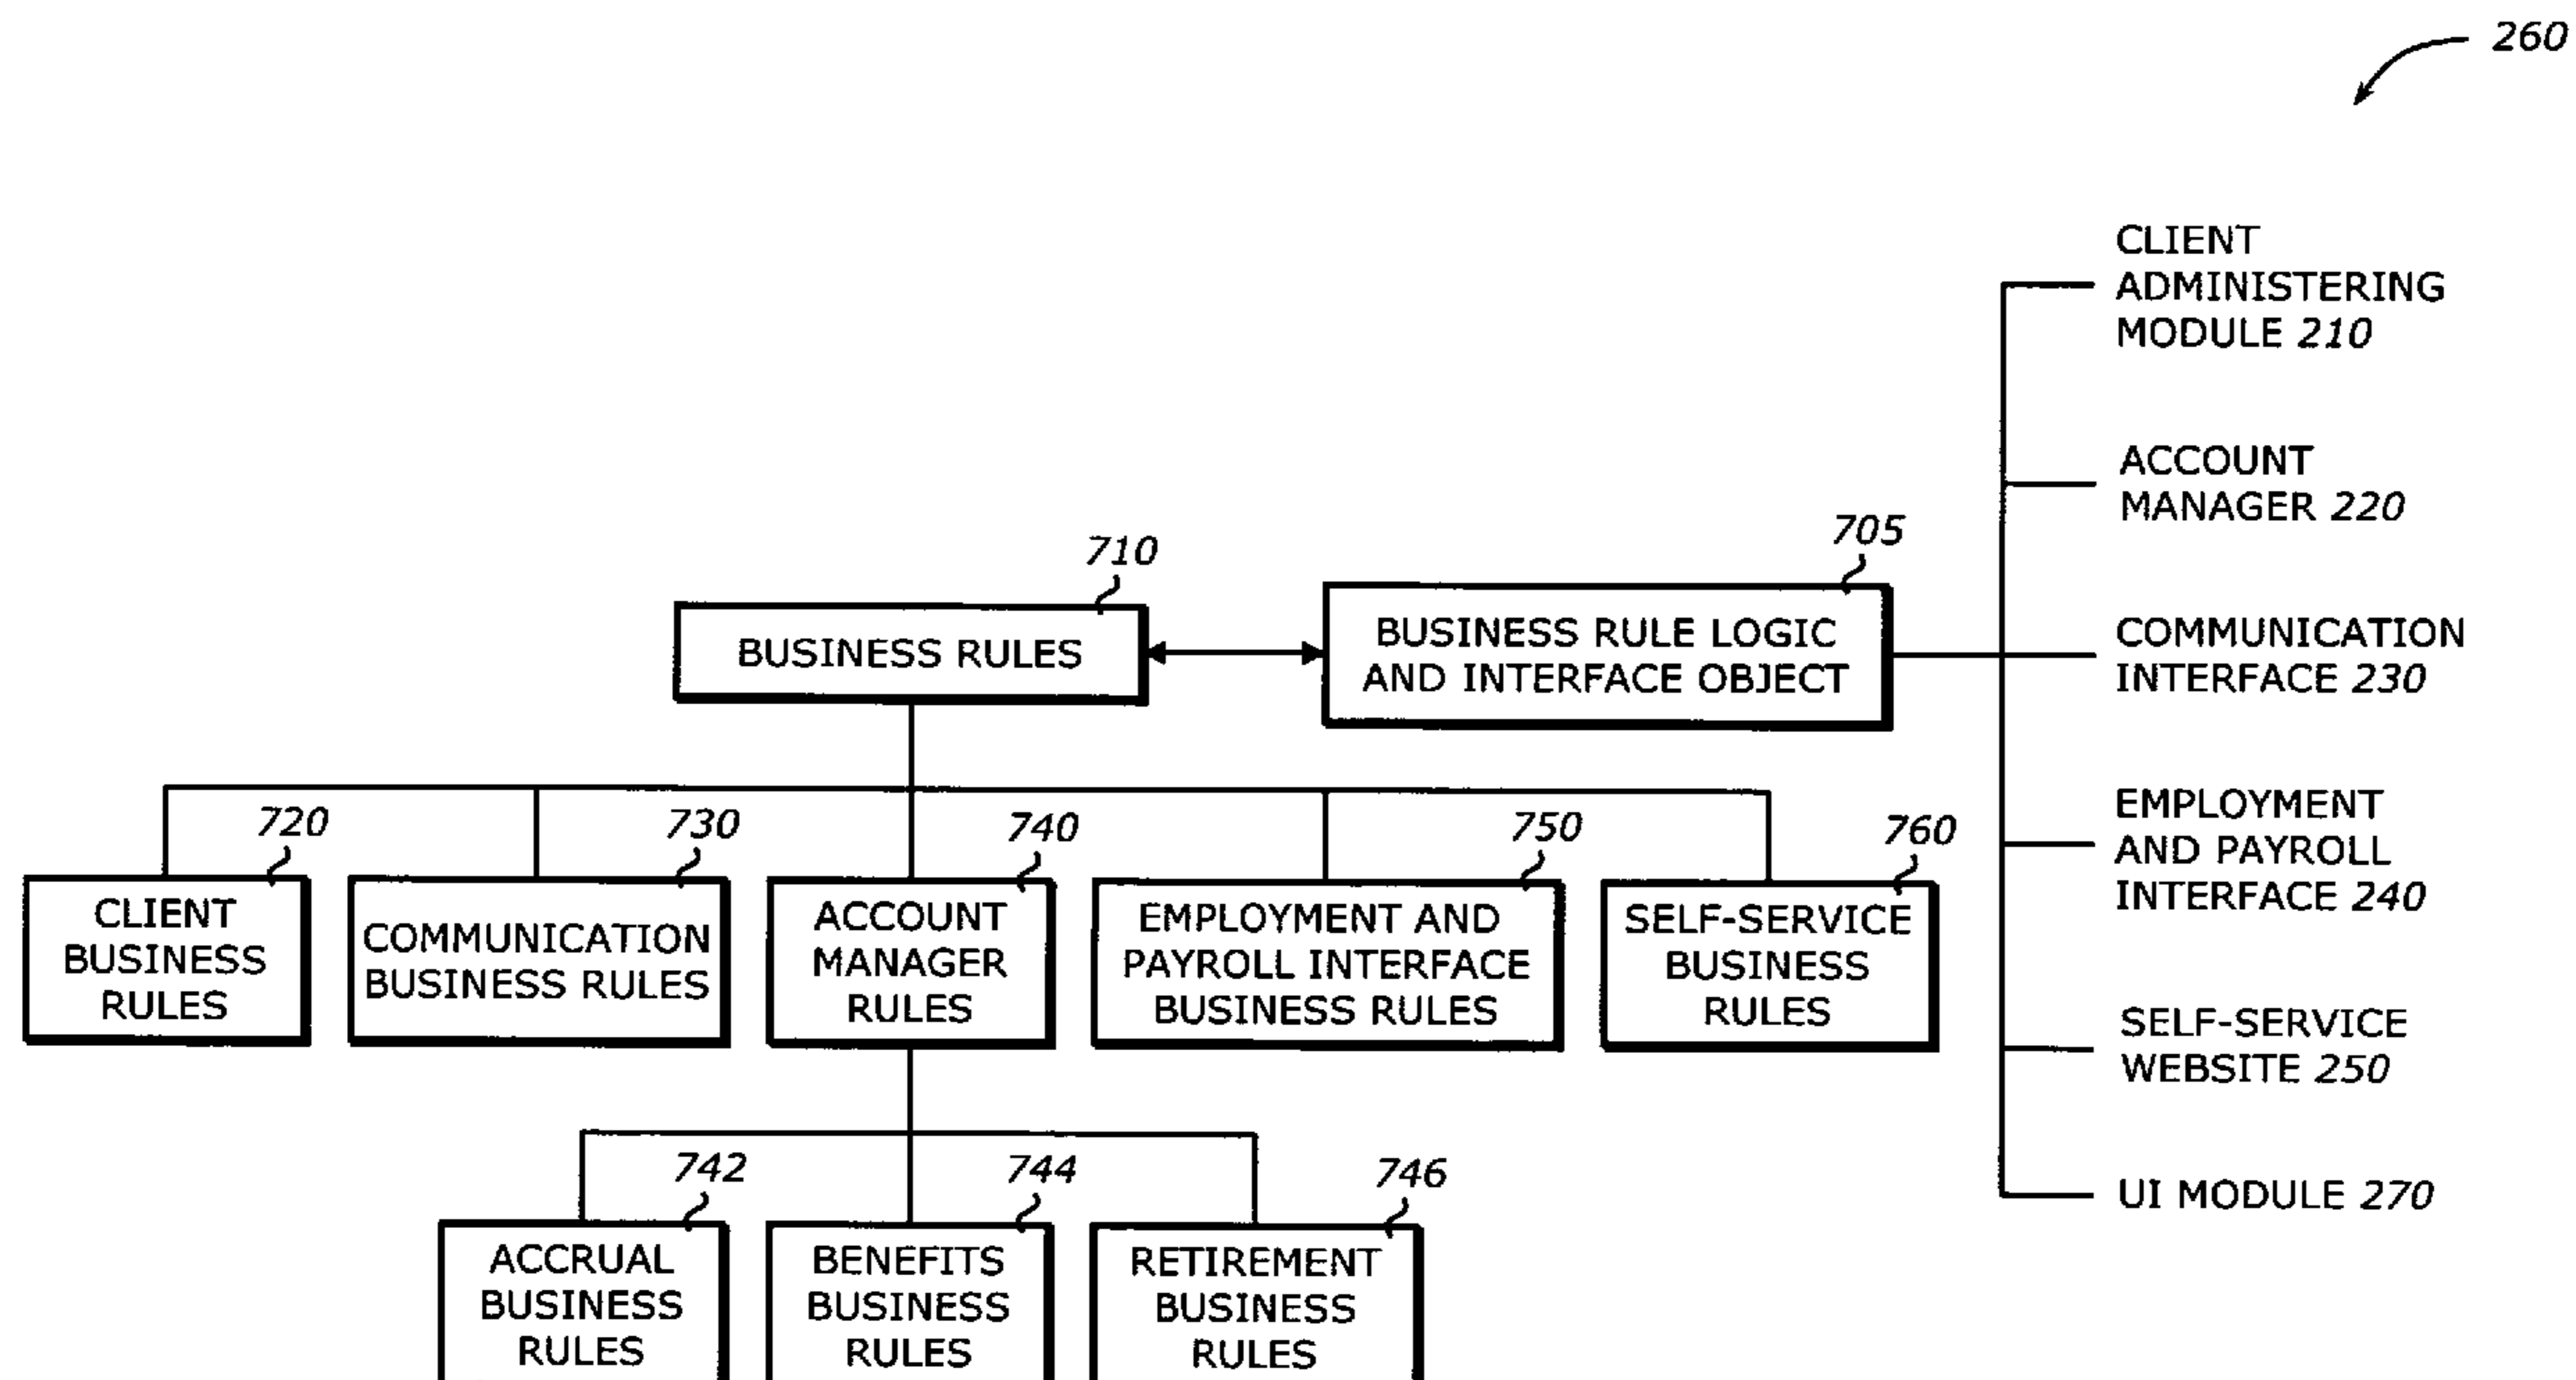 260
CLIENT
ADMINISTERING
MODULE 210
ACCOUNT
MANAGER 220
COMMUNICATION
INTERFACE 230
EMPLOYMENT
AND PAYROLL
INTERFACE 240
SELF-SERVICE
WEBSITE 250
UI MODULE 270
705
BUSINESS RULE LOGIC
AND INTERFACE OBJECT
710
BUSINESS RULES
720
CLIENT
BUSINESS
RULES
730
COMMUNICATION
BUSINESS RULES
740
ACCOUNT
MANAGER
RULES
750
EMPLOYMENT AND
PAYROLL INTERFACE
BUSINESS RULES
760
SELF-SERVICE
BUSINESS
RULES
742
ACCRUAL
BUSINESS
RULES
744
BENEFITS
BUSINESS
RULES
746
RETIREMENT
BUSINESS
RULES